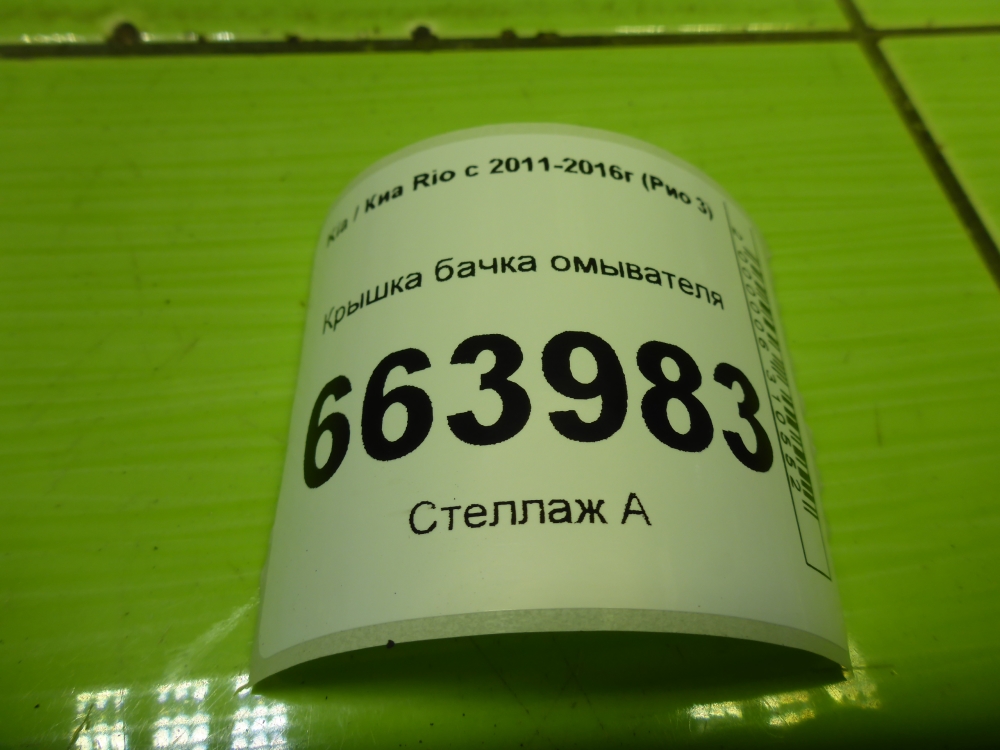 Kia / Киа Rio с 2011-2016г (Рио 3)
Крышка бачка омывателя
663983
Стеллаж А